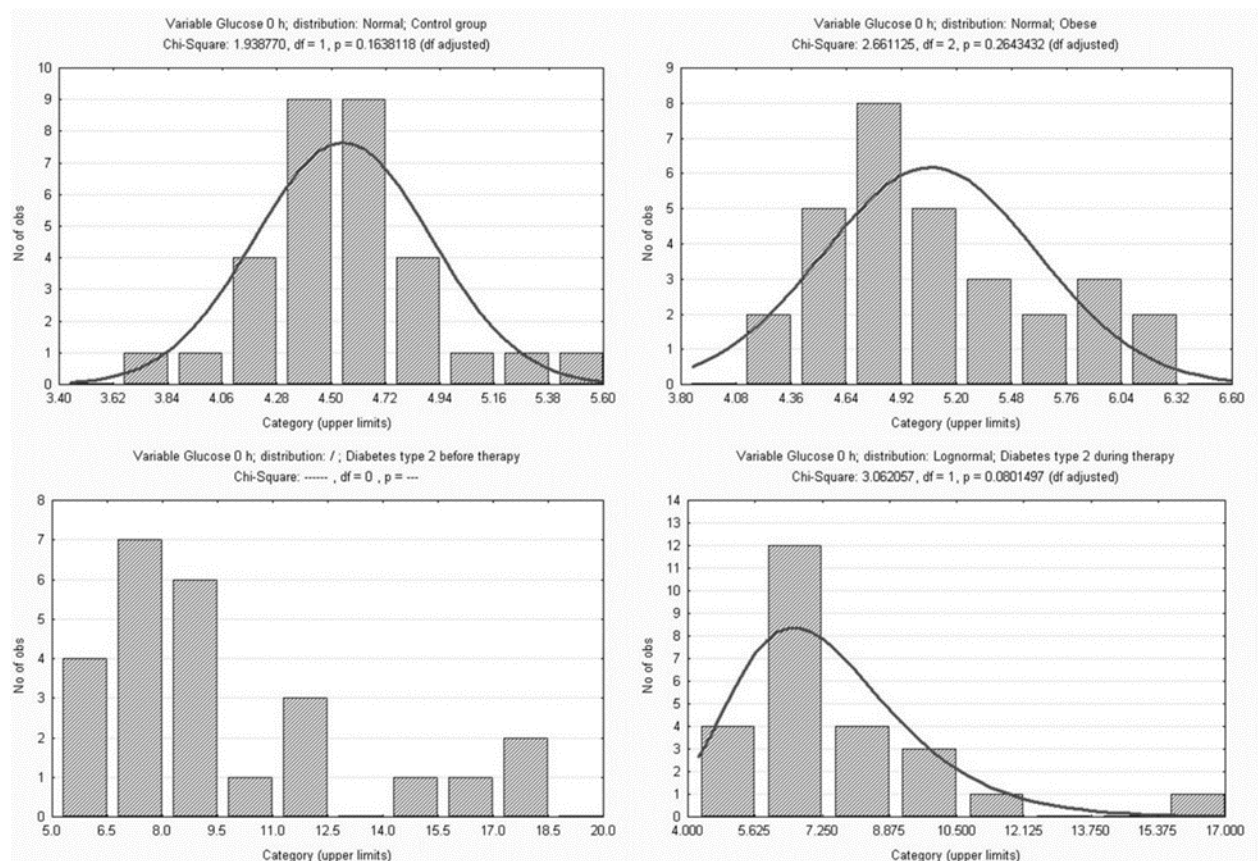 Variable Glucose 0 h; distribution: Normal; Control group
Chi-Square: 1.938770, df = 1, p = 0.1638118 (df adjusted)
10
9
8
7
6
5
4
3
2
1
0
No of obs
3.40 3.62 3.84 4.06 4.28 4.50 4.72 4.94 5.16 5.38 5.60
Category (upper limits)
Variable Glucose 0 h; distribution: Normal; Obese
Chi-Square: 2.661125, df = 2, p = 0.2643432 (df adjusted)
9
8
7
6
5
4
3
2
1
0
No of obs
3.80 4.08 4.36 4.64 4.92 5.20 5.48 5.76 6.04 6.32 6.60
Category (upper limits)
Variable Glucose 0 h; distribution: / ; Diabetes type 2 before therapy
Chi-Square: ------ , df = 0 , p = ---
8
7
6
5
4
3
2
1
0
No of obs
5.0 6.5 8.0 9.5 11.0 12.5 14.0 15.5 17.0 18.5 20.0
Category (upper limits)
Variable Glucose 0 h; distribution: Lognormal; Diabetes type 2 during therapy
Chi-Square: 3.062057, df = 1, p = 0.0801497 (df adjusted)
14
13
12
11
10
9
8
7
6
5
4
3
2
1
0
No of obs
4.000 5.625 7.250 8.875 10.500 12.125 13.750 15.375 17.000
Category (upper limits)